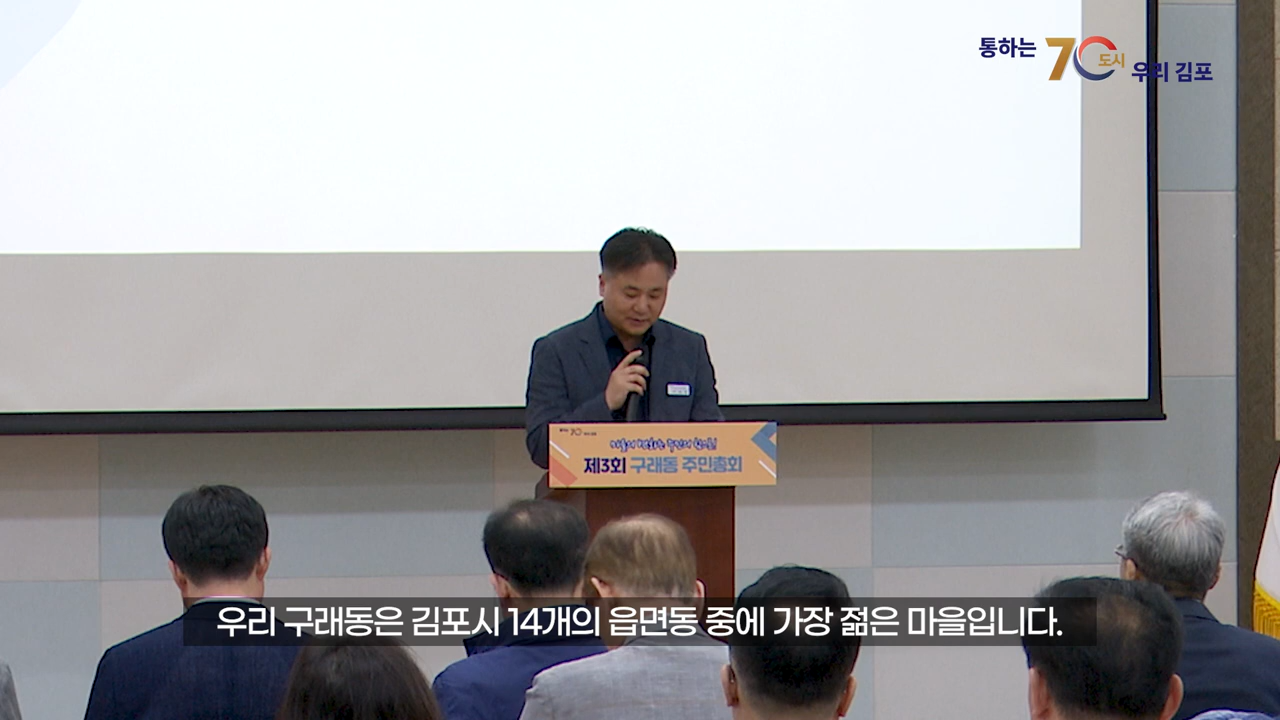 통하는 70도시 우리 김포
제3회 구래동 주민총회
우리 구래동은 김포시 14개의 읍면동 중에 가장 젊은 마을입니다.